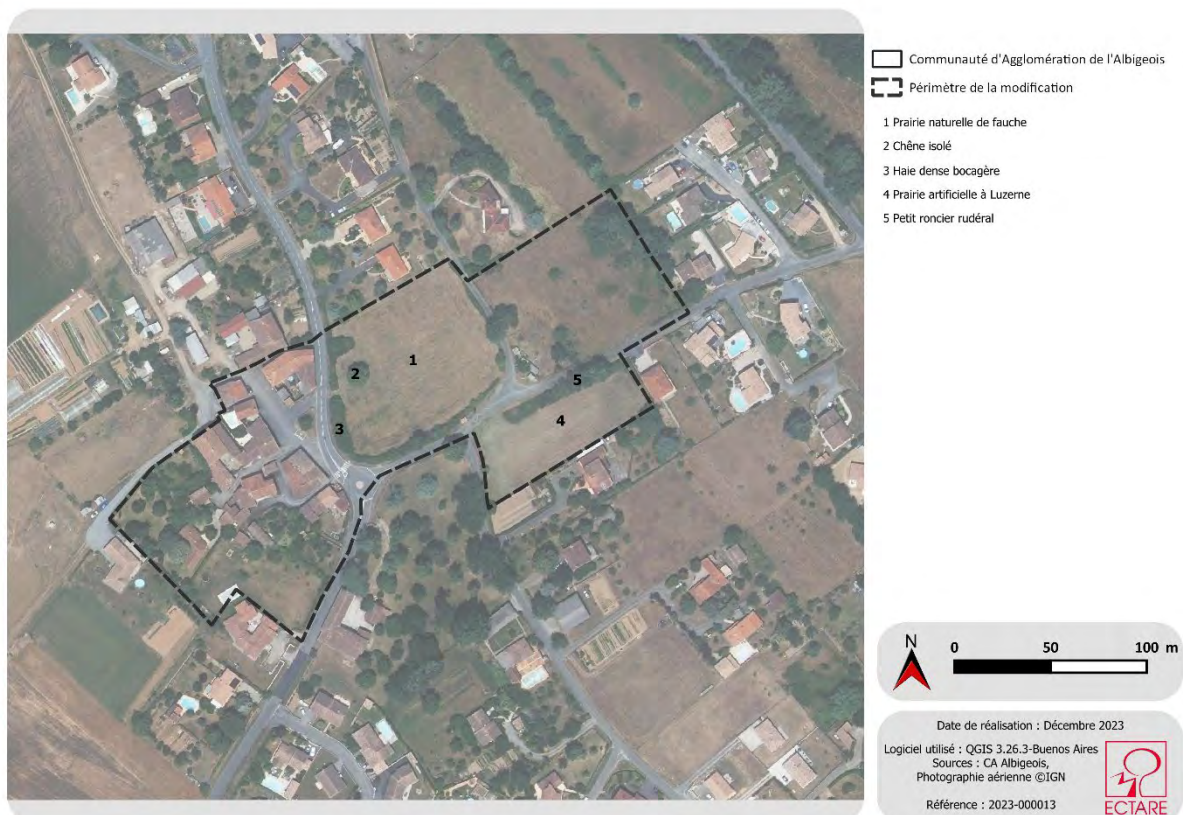 Communauté d'Agglomération de l'Albigeois
Périmètre de la modification
1 Prairie naturelle de fauche
2 Chêne isolé
3 Haie dense bocagère
4 Prairie artificielle à Luzerne
5 Petit roncier rudéral
1
2
3
4
5
N
0 50 100 m
Date de réalisation : Décembre 2023
Logiciel utilisé : QGIS 3.26.3-Buenos Aires
Sources : CA Albigeois,
Photographie aérienne ©IGN
Référence : 2023-000013
ECTARE